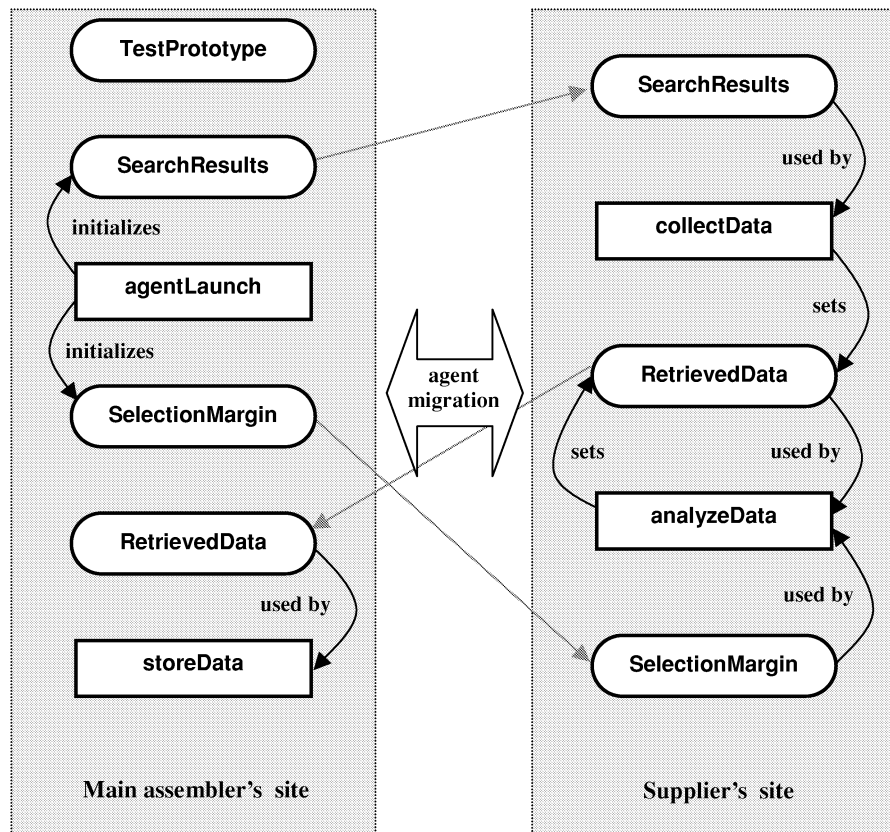 TestPrototype
SearchResults
initializes
agentLaunch
initializes
SelectionMargin
RetrievedData
used by
storeData
Main assembler's site
agent
migration
SearchResults
used by
collectData
sets
RetrievedData
sets
used by
analyzeData
used by
SelectionMargin
Supplier's site